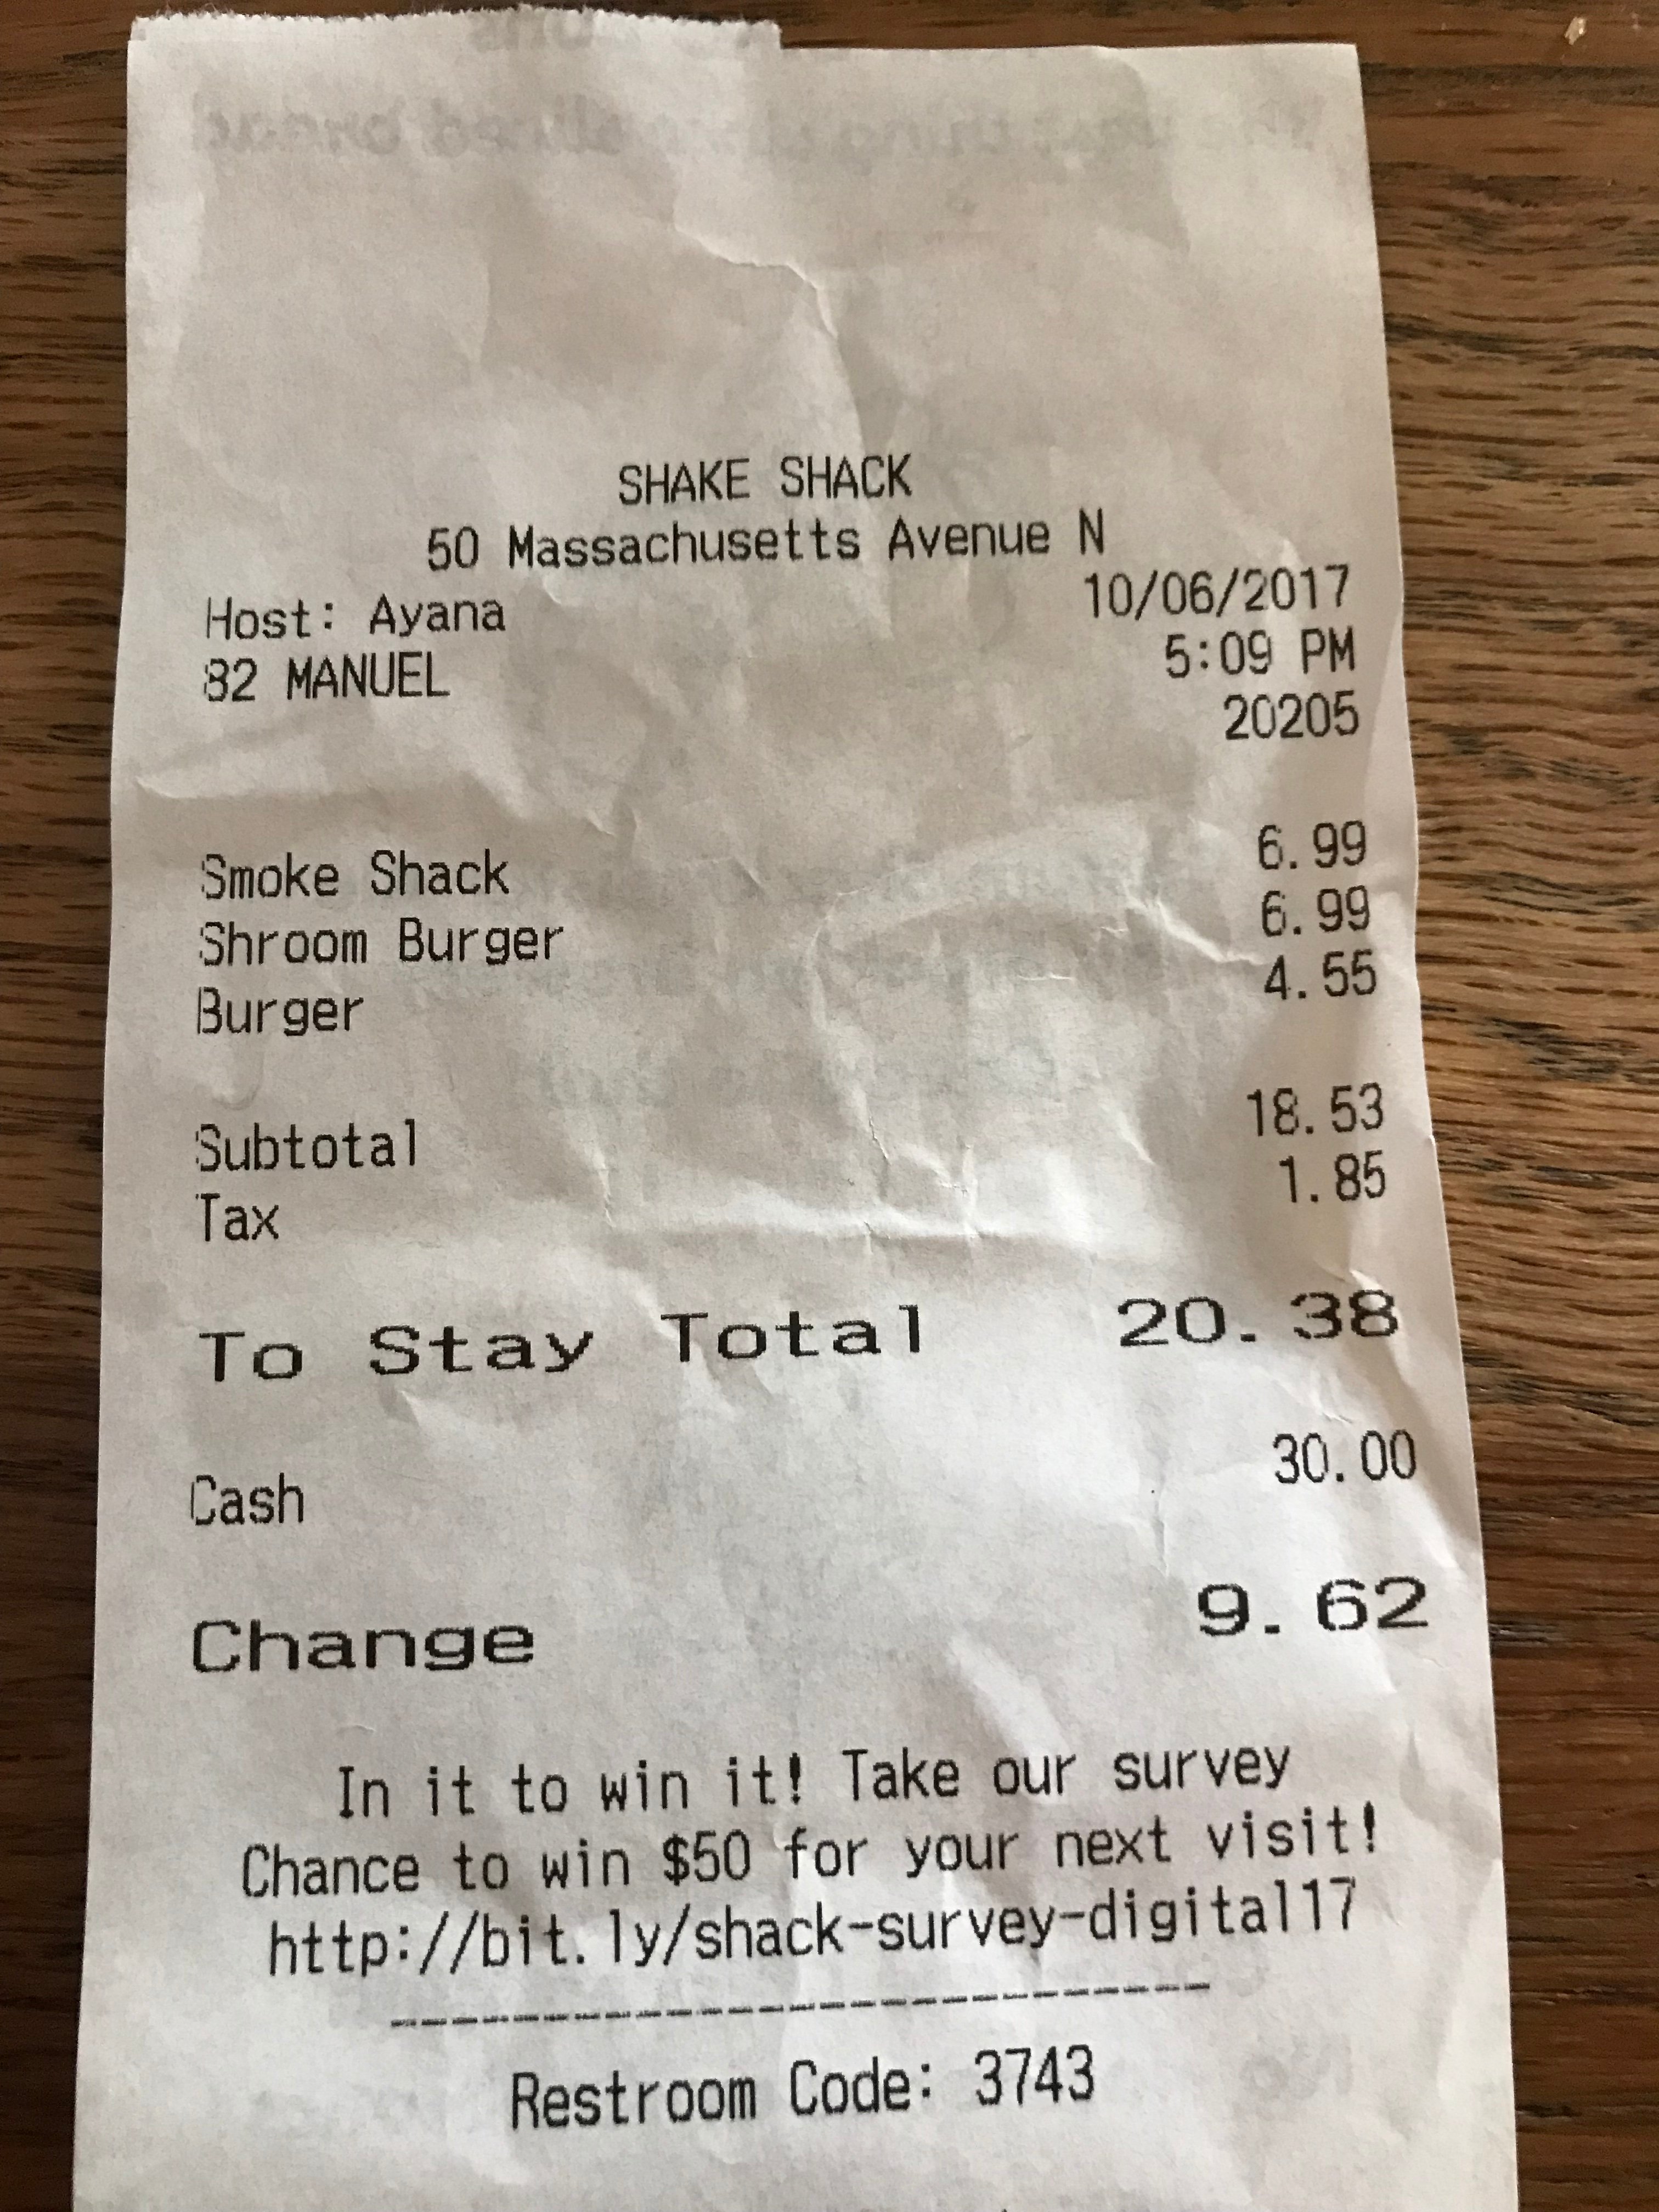 SHAKE SHACK
50 Massachusetts Avenue N
Host: Ayana 10/06/2017
82 MANUEL 5:09 PM
20205
Smoke Shack 6.99
Shroom Burger 6.99
Burger 4.55
Subtotal 18.53
Tax 1.85
To Stay Total 20.38
Cash 30.00
Change 9.62
In it to win it! Take our survey
Chance to win $50 for your next visit!
http://bit.ly/shack-survey-digital17
--------------------------------
Restroom Code: 3743